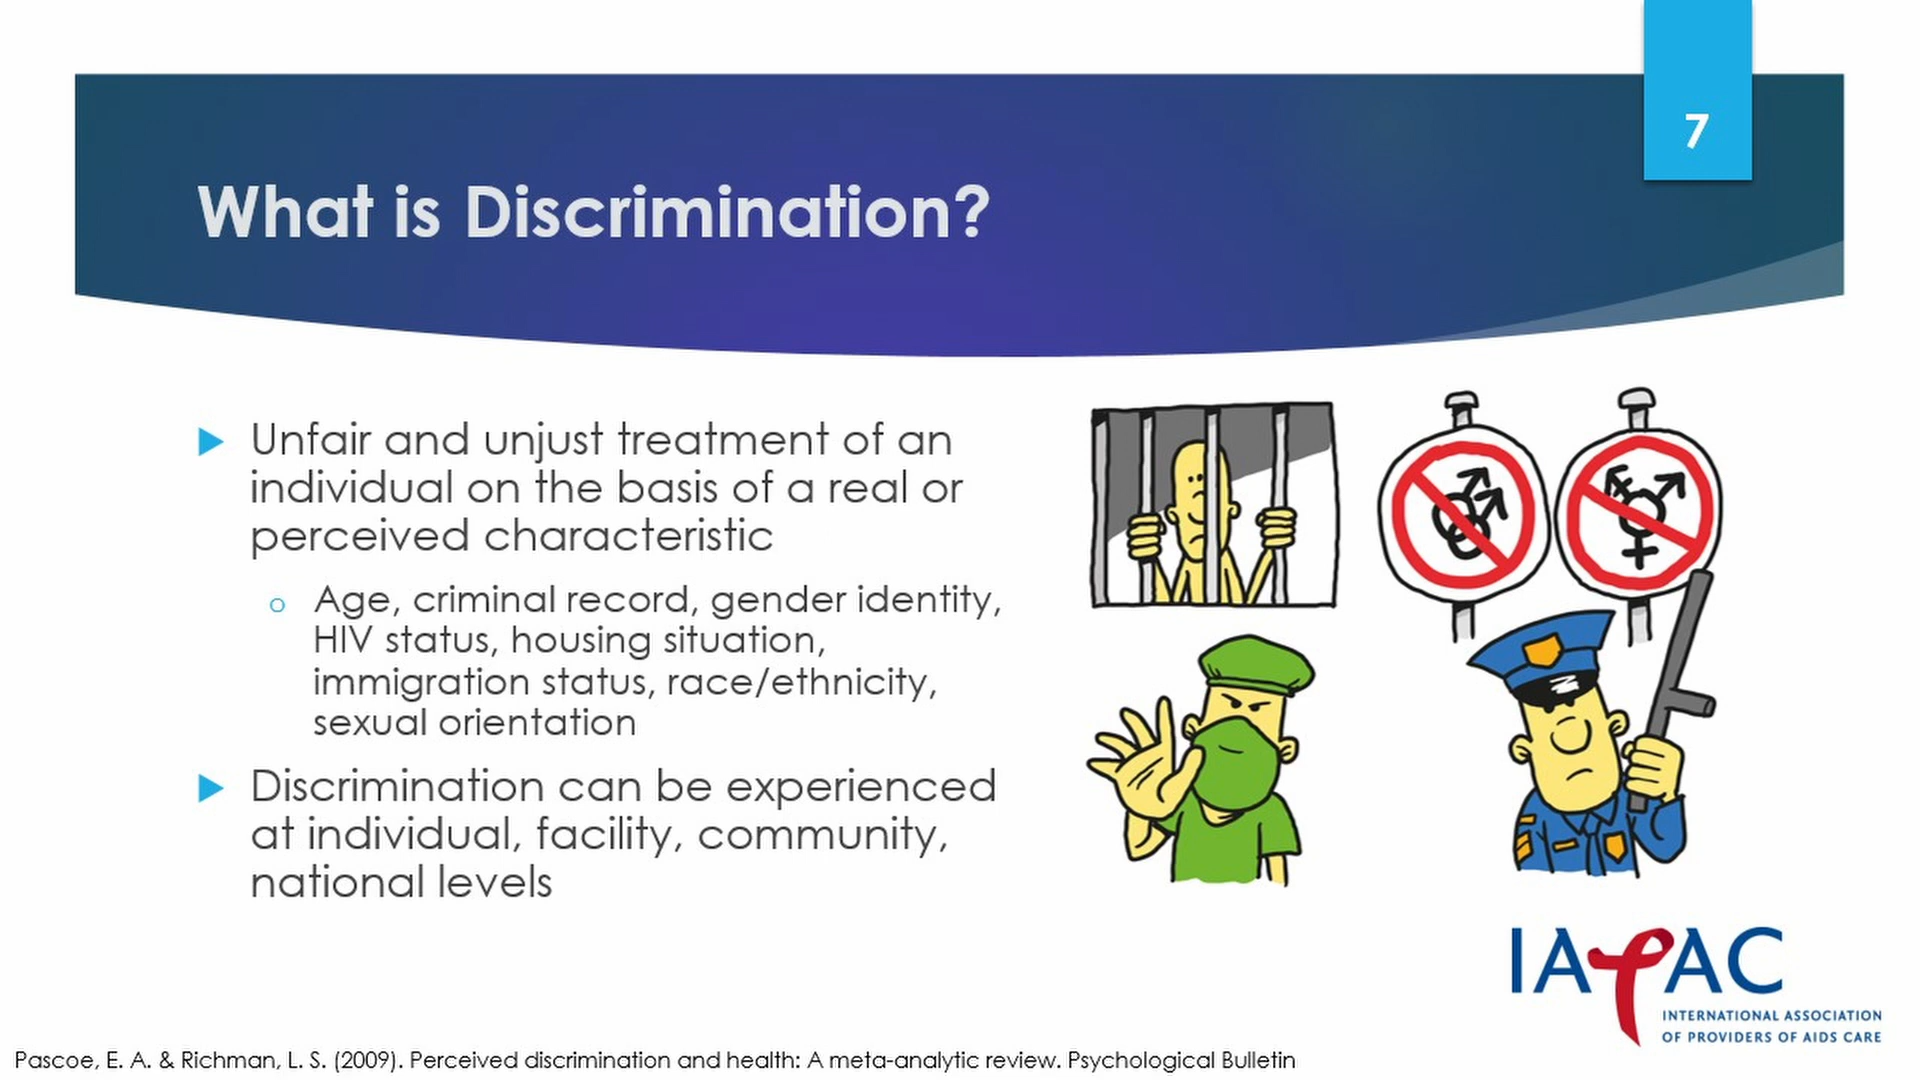 7
What is Discrimination?
Unfair and unjust treatment of an
individual on the basis of a real or
perceived characteristic
Age, criminal record, gender identity,
HIV status, housing situation,
immigration status, race/ethnicity,
sexual orientation
Discrimination can be experienced
at individual, facility, community,
national levels
IAPAC
INTERNATIONAL ASSOCIATION
OF PROVIDERS OF AIDS CARE
Pascoe, E. A. & Richman, L. S. (2009). Perceived discrimination and health: A meta-analytic review. Psychological Bulletin